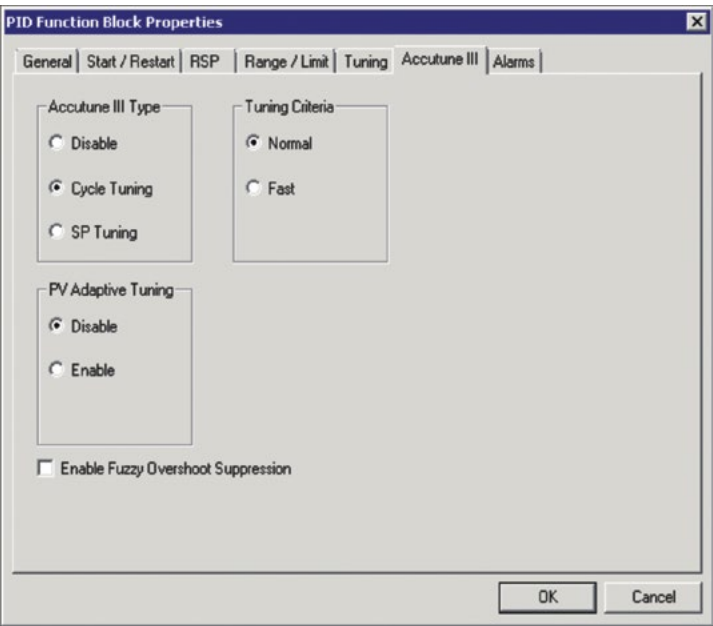 PID Function Block Properties
General Start / Restart RSP Range / Limit Tuning Accutune III Alarms
Accutune III Type
Disable
Cycle Tuning
SP Tuning
Tuning Criteria
Normal
Fast
PV Adaptive Tuning
Disable
Enable
Enable Fuzzy Overshoot Suppression
OK Cancel